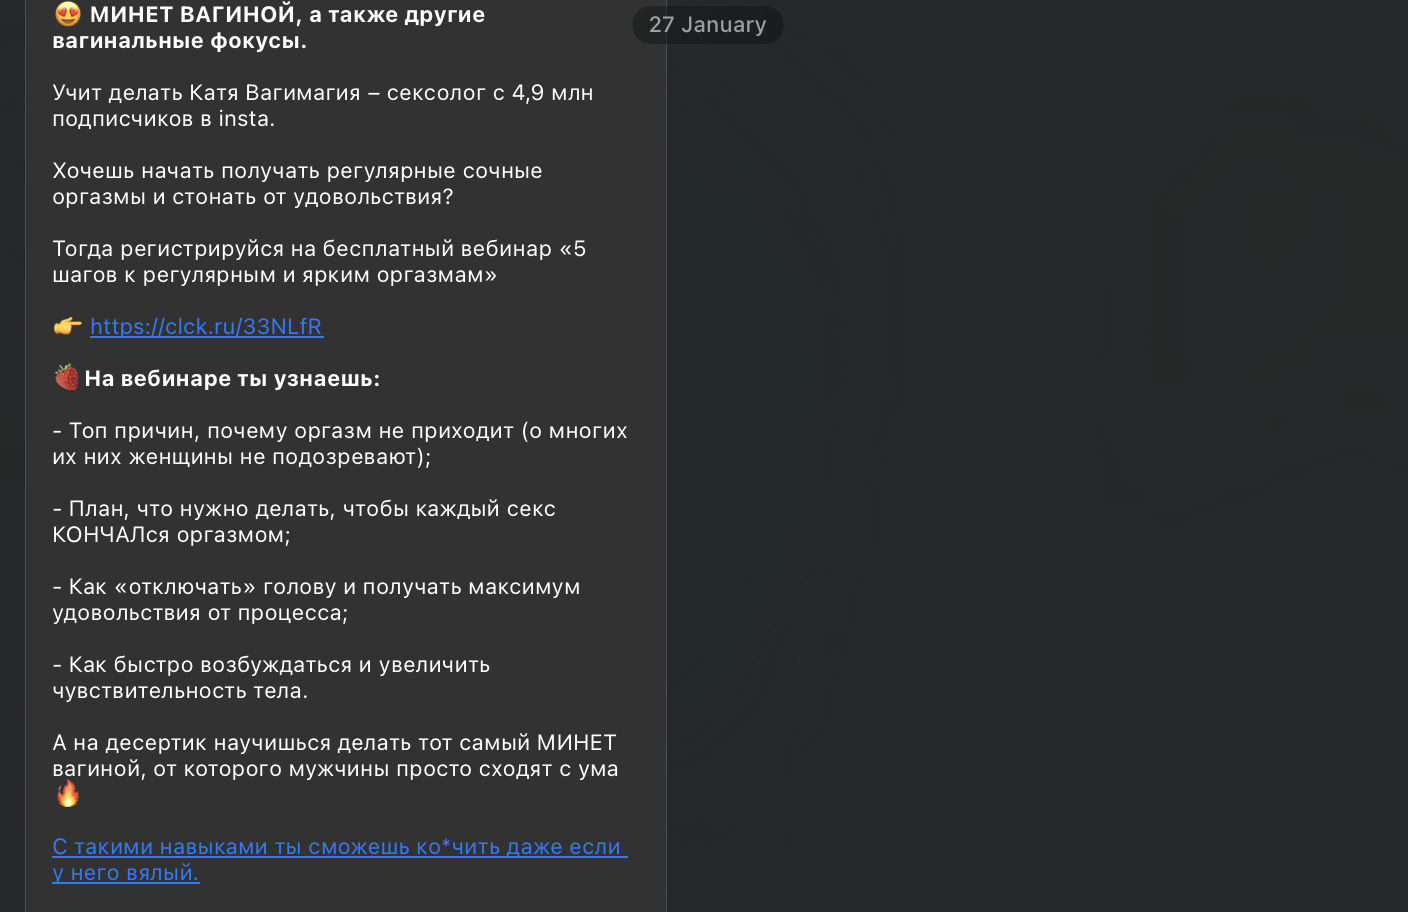 😍 МИНЕТ ВАГИНОЙ, а также другие
вагинальные фокусы.
27 January
Учит делать Катя Вагимагия – сексолог с 4,9 млн
подписчиков в insta.
Хочешь начать получать регулярные сочные
оргазмы и стонать от удовольствия?
Тогда регистрируйся на бесплатный вебинар «5
шагов к регулярным и ярким оргазмам»
👉 https://clck.ru/33NLfR
🍓 На вебинаре ты узнаешь:
- Топ причин, почему оргазм не приходит (о многих
их них женщины не подозревают);
- План, что нужно делать, чтобы каждый секс
КОНЧАЛся оргазмом;
- Как «отключать» голову и получать максимум
удовольствия от процесса;
- Как быстро возбуждаться и увеличить
чувствительность тела.
А на десертик научишься делать тот самый МИНЕТ
вагиной, от которого мужчины просто сходят с ума
🔥
С такими навыками ты сможешь ко*чить даже если
у него вялый.